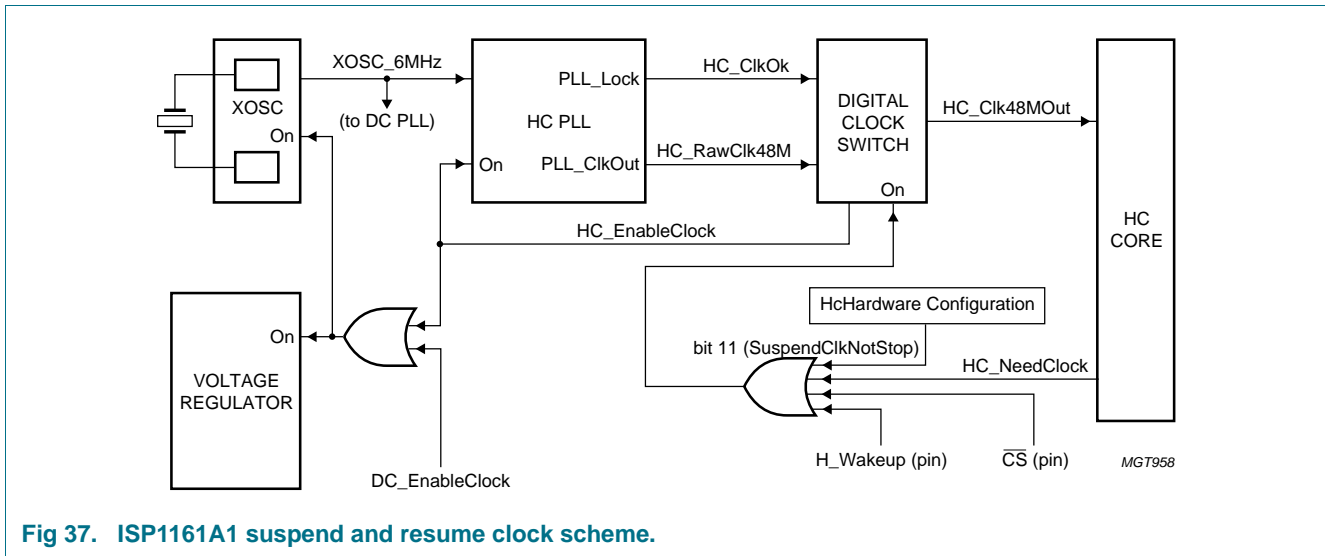 XOSC_6MHz
XOSC
(to DC PLL)
On
PLL_Lock
HC PLL
On
PLL_ClkOut
HC_ClkOk
HC_RawClk48M
DIGITAL
CLOCK
SWITCH
On
HC_Clk48MOut
HC
CORE
HC_EnableClock
On
VOLTAGE
REGULATOR
DC_EnableClock
HcHardware Configuration
bit 11 (SuspendClkNotStop)
HC_NeedClock
H_Wakeup (pin)
C̅S̅ (pin)
MGT958
Fig 37. ISP1161A1 suspend and resume clock scheme.